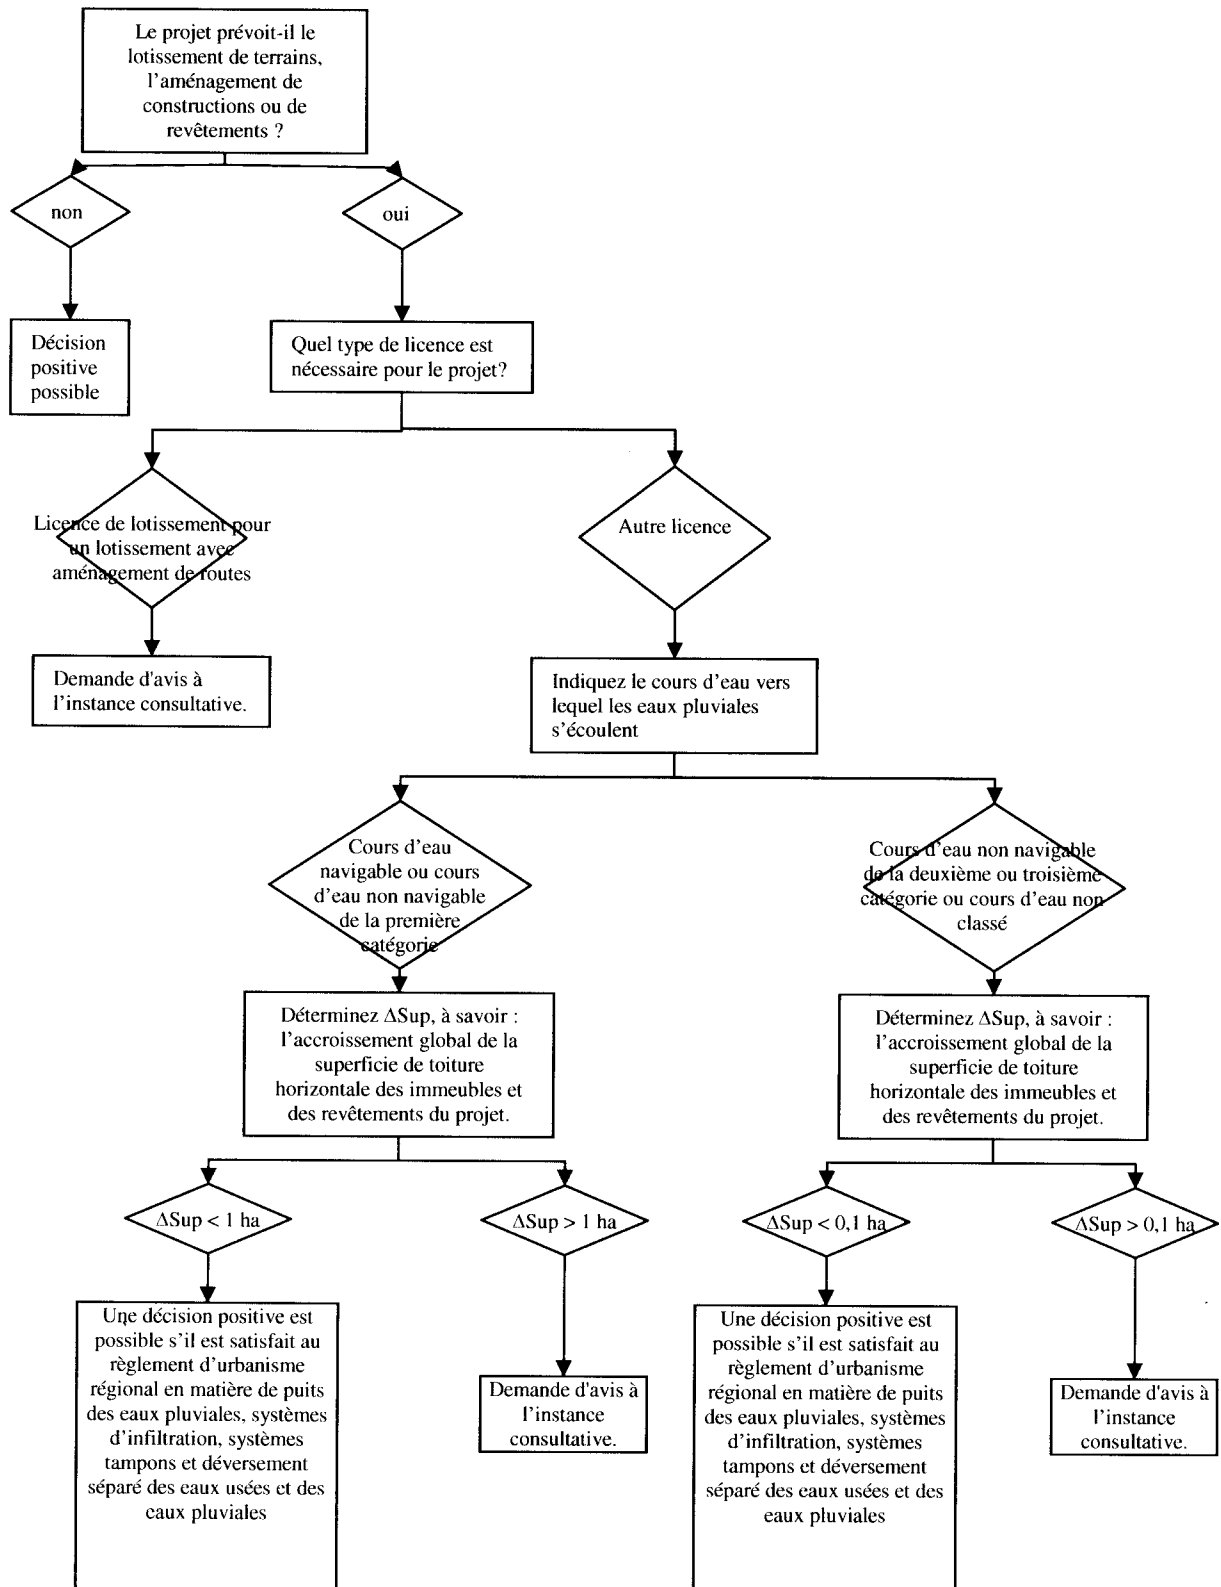 Le projet prévoit-il le
lotissement de terrains,
l'aménagement de
constructions ou de
revêtements ?
non
oui
Décision
positive
possible
Quel type de licence est
nécessaire pour le projet?
Licence de lotissement pour
un lotissement avec
aménagement de routes
Autre licence
Demande d'avis à
l'instance consultative.
Indiquez le cours d'eau vers
lequel les eaux pluviales
s'écoulent
Cours d'eau
navigable ou cours
d'eau non navigable
de la première
catégorie
Cours d'eau non navigable
de la deuxième ou troisième
catégorie ou cours d'eau non
classé
Déterminez ΔSup, à savoir :
l'accroissement global de la
superficie de toiture
horizontale des immeubles et
des revêtements du projet.
Déterminez ΔSup, à savoir :
l'accroissement global de la
superficie de toiture
horizontale des immeubles et
des revêtements du projet.
ΔSup < 1 ha
ΔSup > 1 ha
ΔSup < 0,1 ha
ΔSup > 0,1 ha
Une décision positive est
possible s'il est satisfait au
règlement d'urbanisme
régional en matière de puits
des eaux pluviales, systèmes
d'infiltration, systèmes
tampons et déversement
séparé des eaux usées et des
eaux pluviales
Demande d'avis à
l'instance
consultative.
Une décision positive est
possible s'il est satisfait au
règlement d'urbanisme
régional en matière de puits
des eaux pluviales, systèmes
d'infiltration, systèmes
tampons et déversement
séparé des eaux usées et des
eaux pluviales
Demande d'avis à
l'instance
consultative.